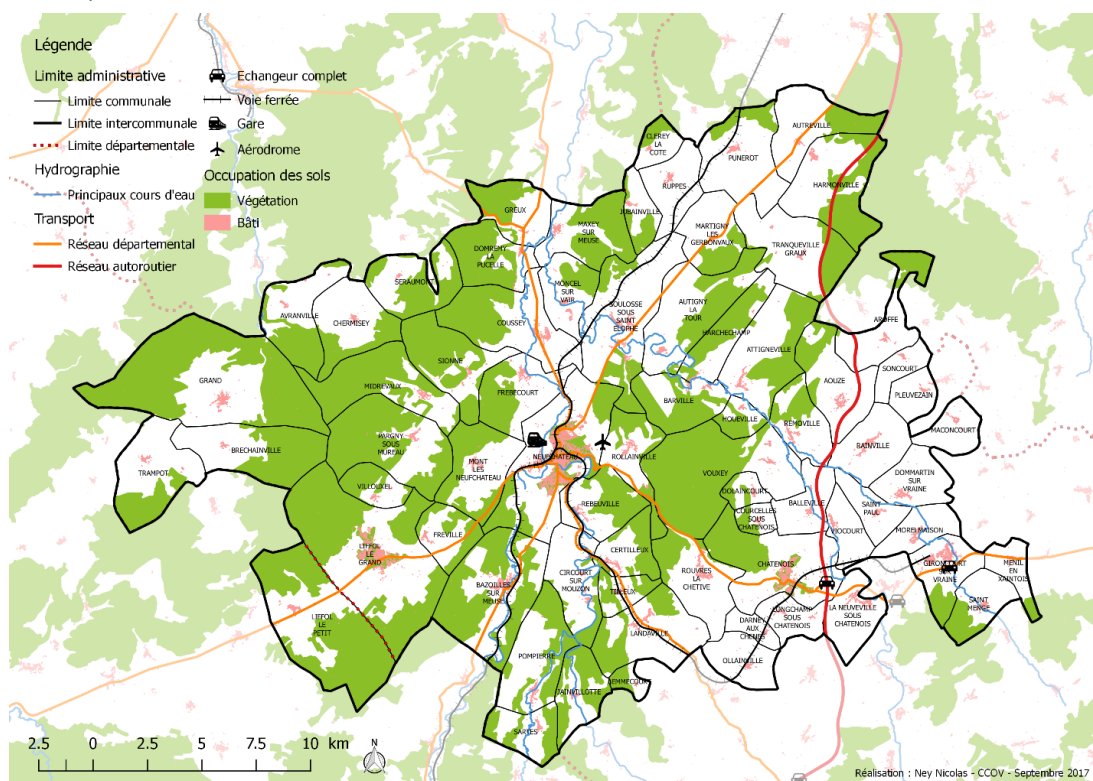 Légende
Limite administrative
Limite communale
Limite intercommunale
Limite départementale
Hydrographie
Principaux cours d'eau
Transport
Réseau départemental
Réseau autoroutier
Echangeur complet
Voie ferrée
Gare
Aérodrome
Occupation des sols
Végétation
Bâti
AUTREVILLE
CLEREY
LA
COTE
PUNEROT
RUPPES
HARMONVILLE
GREUX
JUBAINVILLE
MAXEY
SUR
MEUSE
MARTIGNY
LES
GERBONVAUX
DOMREMY
LA
PUCELLE
TRANQUEVILLE
GRAUX
SERAUMONT
MONCEL
SUR
VAIR
AVRANVILLE
CHERMISEY
COUSSEY
SOULOSSE
SOUS
SAINT
ELOPHE
AUTIGNY
LA
TOUR
HARCHECHAMP
AROFFE
ATTIGNEVILLE
SIONNE
SONCOURT
GRAND
MIDREVAUX
FREBECOURT
AOUZE
PLEUVEZAIN
BARVILLE
HOUEVILLE
REMOVILLE
MACONCOURT
PARGNY
SOUS
MUREAU
BRECHAINVILLE
RAINVILLE
TRAMPOT
MONT
LES
NEUFCHATEAU
NEUFCHATEAU
ROLLAINVILLE
VILLOUXEL
VOUXEY
DOMMARTIN
SUR
VRAINE
DOLAINCOURT
REBEUVILLE
BALLEVILLE
SAINT
PAUL
COURCELLES
SOUS
CHATENOIS
FREVILLE
VIOCOURT
MORELMAISON
LIFFOL
LE
GRAND
CERTILLEUX
CHATENOIS
GIRONCOURT
SUR
VRAINE
MENIL
EN
XAINTOIS
ROUVRES
LA
CHETIVE
CIRCOURT
SUR
MOUZON
BAZOILLES
SUR
MEUSE
TILLEUX
SAINT
MENGE
LONGCHAMP
SOUS
CHATENOIS
LA NEUVEVILLE
SOUS
CHATENOIS
LIFFOL
LE
PETIT
DARNEY
AUX
CHENES
LANDAVILLE
POMPIERRE
OLLAINVILLE
JAINVILLOTTE
LEMMECOURT
SARTES
2.5 0 2.5 5 7.5 10 km
N
Réalisation : Ney Nicolas - CCOV - Septembre 2017